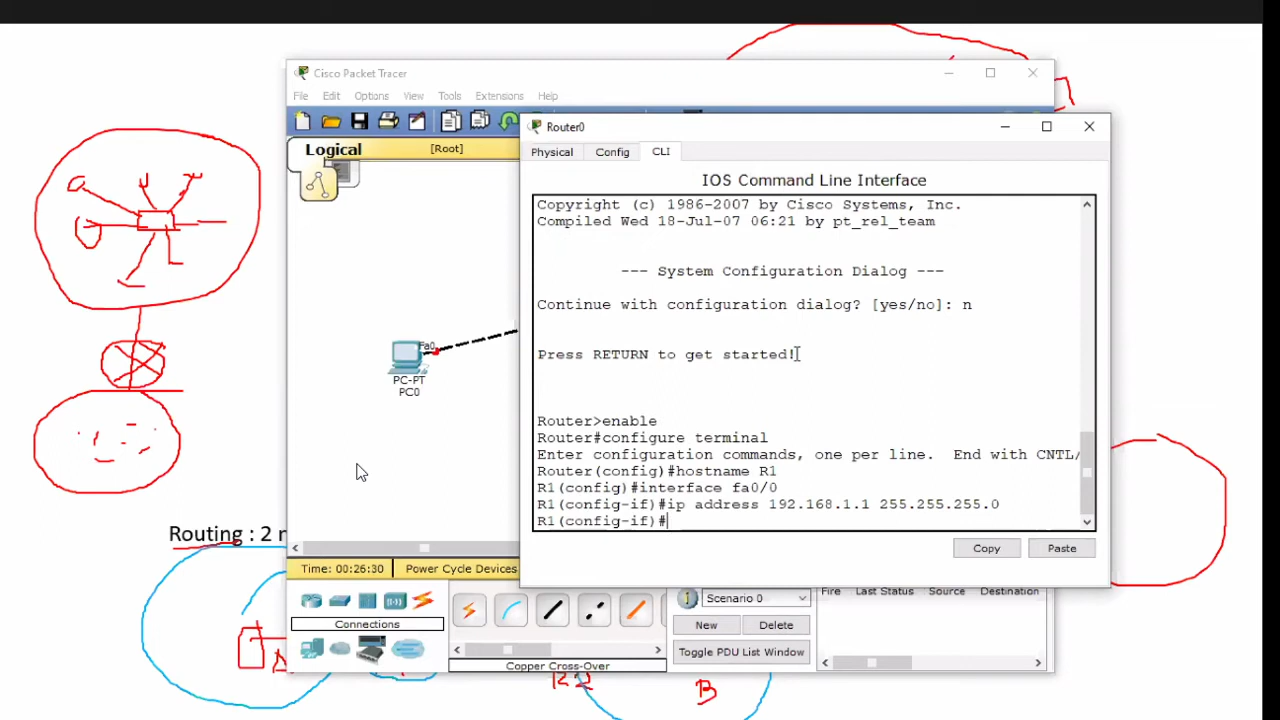 Cisco Packet Tracer
File Edit Options View Tools Extensions Help
Router0
Logical [Root]
Physical Config CLI
IOS Command Line Interface
Copyright (c) 1986-2007 by Cisco Systems, Inc.
Compiled Wed 18-Jul-07 06:21 by pt_rel_team
--- System Configuration Dialog ---
Continue with configuration dialog? [yes/no]: n
Press RETURN to get started!
Router>enable
Router#configure terminal
Enter configuration commands, one per line. End with CNTL/
Router(config)#hostname R1
R1(config)#interface fa0/0
R1(config-if)#ip address 192.168.1.1 255.255.255.0
R1(config-if)#
Copy Paste
Fa0
PC-PT
PC0
Routing : 2
Time: 00:26:30 Power Cycle Devices
Connections
Copper Cross-Over
Scenario 0
New Delete
Toggle PDU List Window
Fire Last Status Source Destination
R2
B